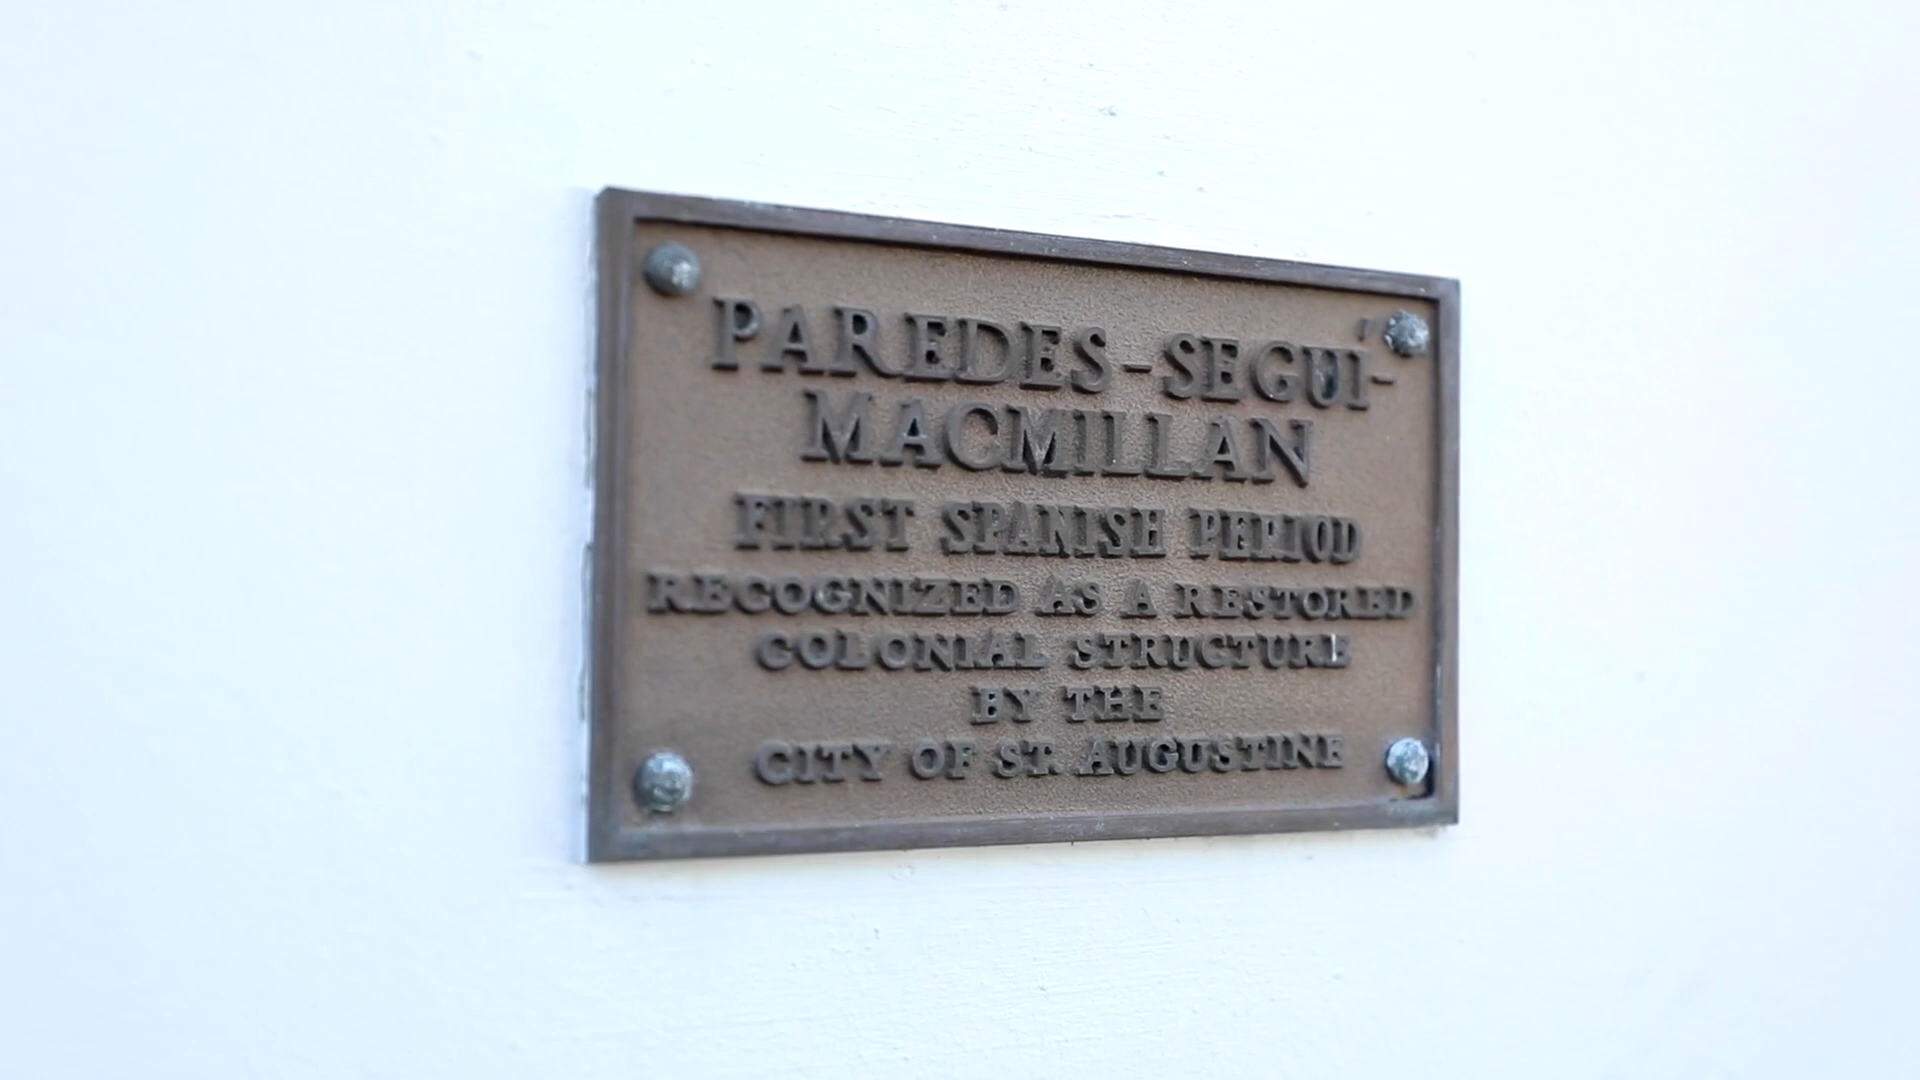 PAREDES-SEGUÍ-
MACMILLAN
FIRST SPANISH PERIOD
RECOGNIZED AS A RESTORED
COLONIAL STRUCTURE
BY THE
CITY OF ST. AUGUSTINE